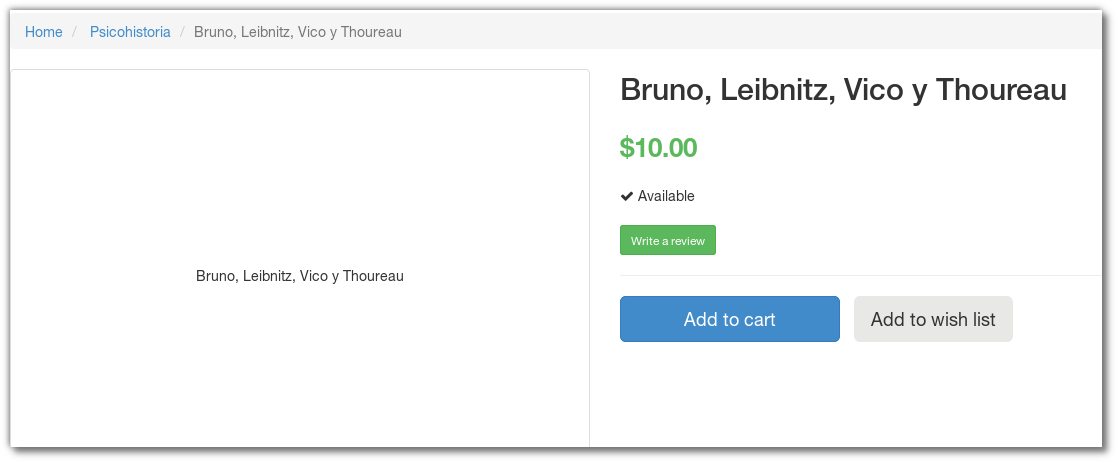 Home / Psicohistoria / Bruno, Leibnitz, Vico y Thoureau
Bruno, Leibnitz, Vico y Thoureau
$10.00
Available
Write a review
Bruno, Leibnitz, Vico y Thoureau
Add to cart Add to wish list